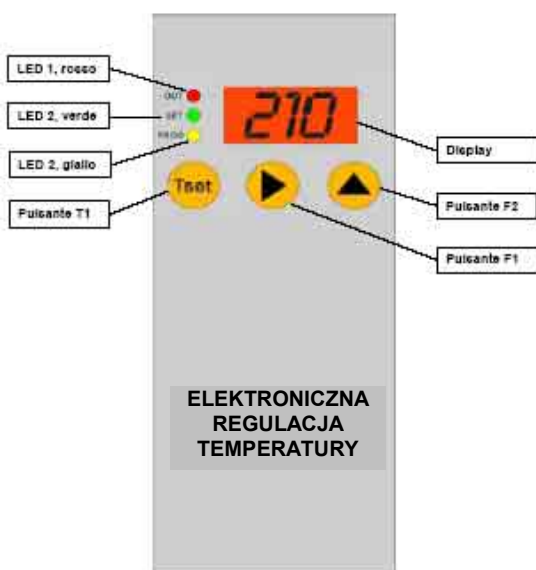 LED 1, rosso
LED 2, verde
LED 2, giallo
Pulsante T1
OUT
SET
PROG
210
Tset
Display
Pulsante F2
Pulsante F1
ELEKTRONICZNA
REGULACJA
TEMPERATURY